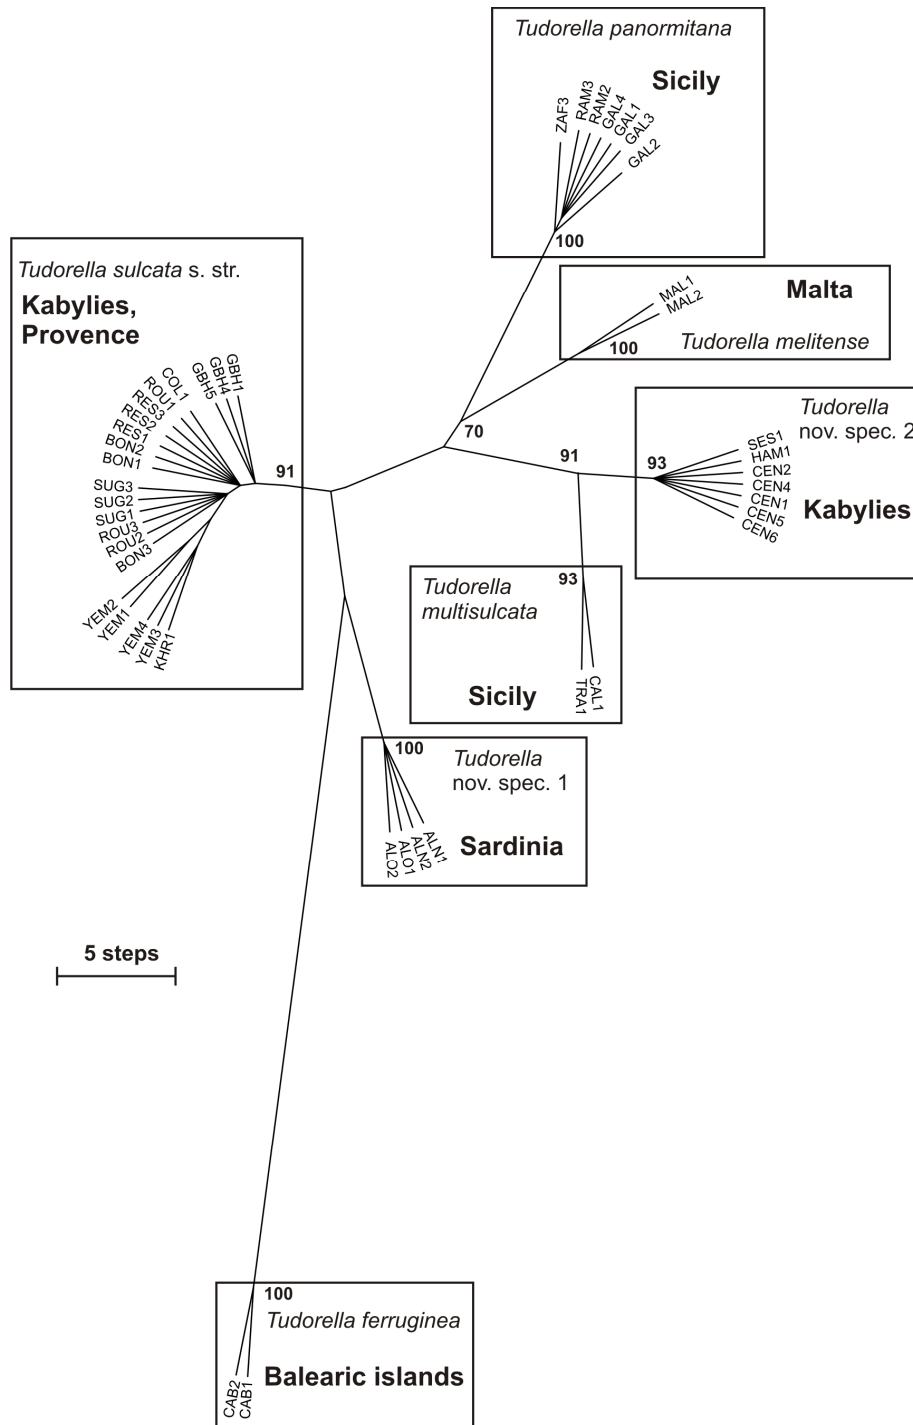 Tudorella panormitana
Sicily
ZAF3
RAM3
RAM2
GAL4
GAL1
GAL3
GAL2
100
Tudorella sulcata s. str.
Kabylies,
Provence
Malta
MAL1
MAL2
100
Tudorella melitense
70
GBH1
GBH4
GBH5
COL1
ROU1
RES3
RES2
RES1
BON2
BON1
SUG3
SUG2
SUG1
ROU3
ROU2
BON3
YEM2
YEM1
YEM4
YEM3
KHR1
91
91
93
Tudorella
nov. spec. 2
SES1
HAM1
CEN2
CEN4
CEN1
CEN5
CEN6
Kabylies
93
Tudorella
multisulcata
Sicily
TRA1
CAL1
100
Tudorella
nov. spec. 1
Sardinia
ALO2
ALO1
ALN2
ALN1
5 steps
100
Tudorella ferruginea
Balearic islands
CAB2
CAB1